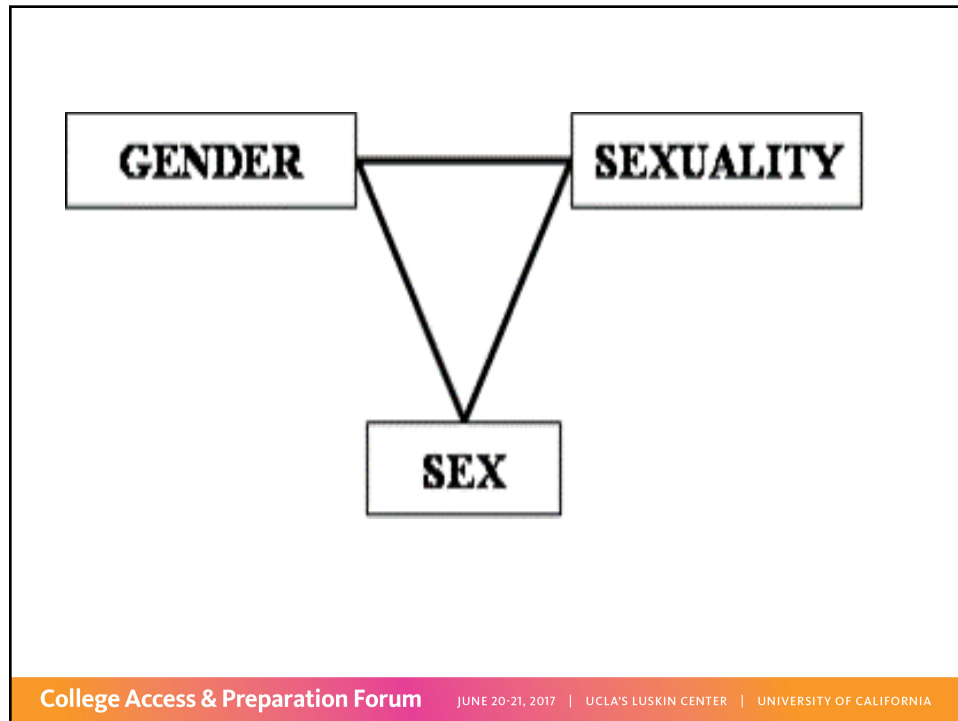 GENDER
SEXUALITY
SEX
College Access & Preparation Forum JUNE 20-21, 2017 | UCLA'S LUSKIN CENTER | UNIVERSITY OF CALIFORNIA